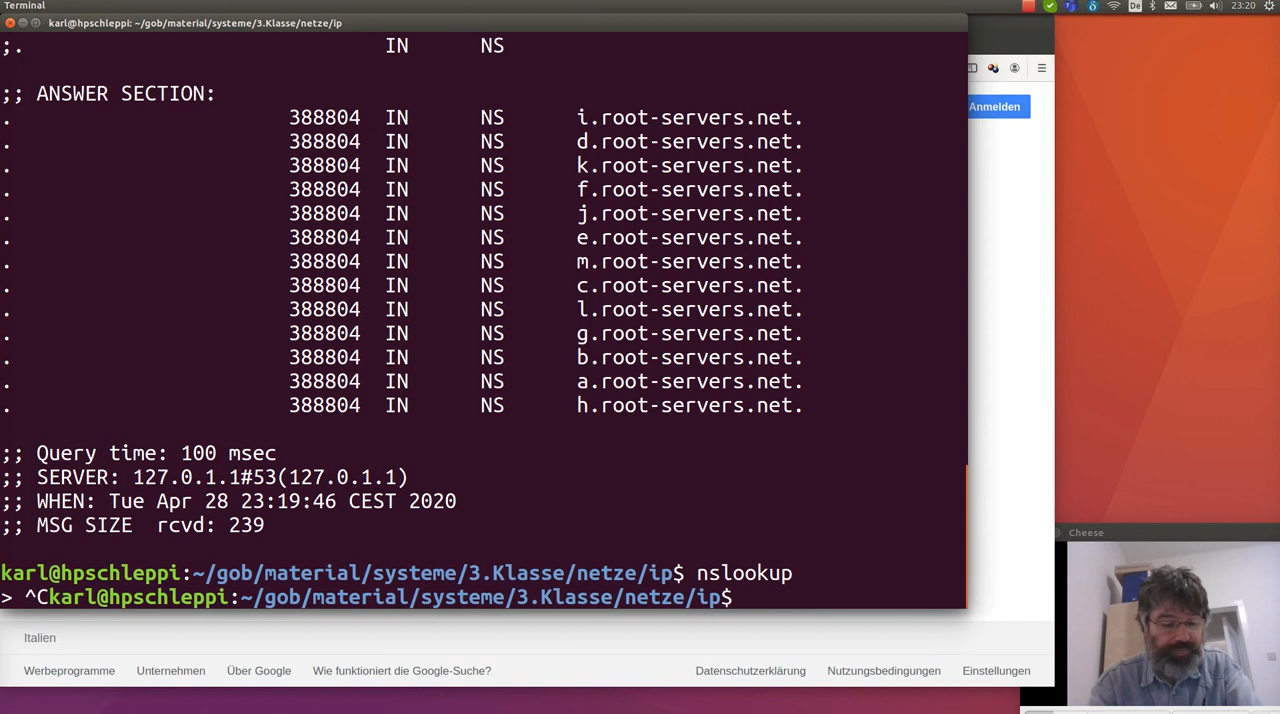 Terminal
De
23:20
karl@hpschleppi: ~/gob/material/systeme/3.Klasse/netze/ip
;. IN NS
;; ANSWER SECTION:
. 388804 IN NS i.root-servers.net.
. 388804 IN NS d.root-servers.net.
. 388804 IN NS k.root-servers.net.
. 388804 IN NS f.root-servers.net.
. 388804 IN NS j.root-servers.net.
. 388804 IN NS e.root-servers.net.
. 388804 IN NS m.root-servers.net.
. 388804 IN NS c.root-servers.net.
. 388804 IN NS l.root-servers.net.
. 388804 IN NS g.root-servers.net.
. 388804 IN NS b.root-servers.net.
. 388804 IN NS a.root-servers.net.
. 388804 IN NS h.root-servers.net.
;; Query time: 100 msec
;; SERVER: 127.0.1.1#53(127.0.1.1)
;; WHEN: Tue Apr 28 23:19:46 CEST 2020
;; MSG SIZE rcvd: 239
karl@hpschleppi:~/gob/material/systeme/3.Klasse/netze/ip$ nslookup
> ^Ckarl@hpschleppi:~/gob/material/systeme/3.Klasse/netze/ip$
Anmelden
Cheese
Italien
Werbeprogramme Unternehmen Über Google Wie funktioniert die Google-Suche? Datenschutzerklärung Nutzungsbedingungen Einstellungen